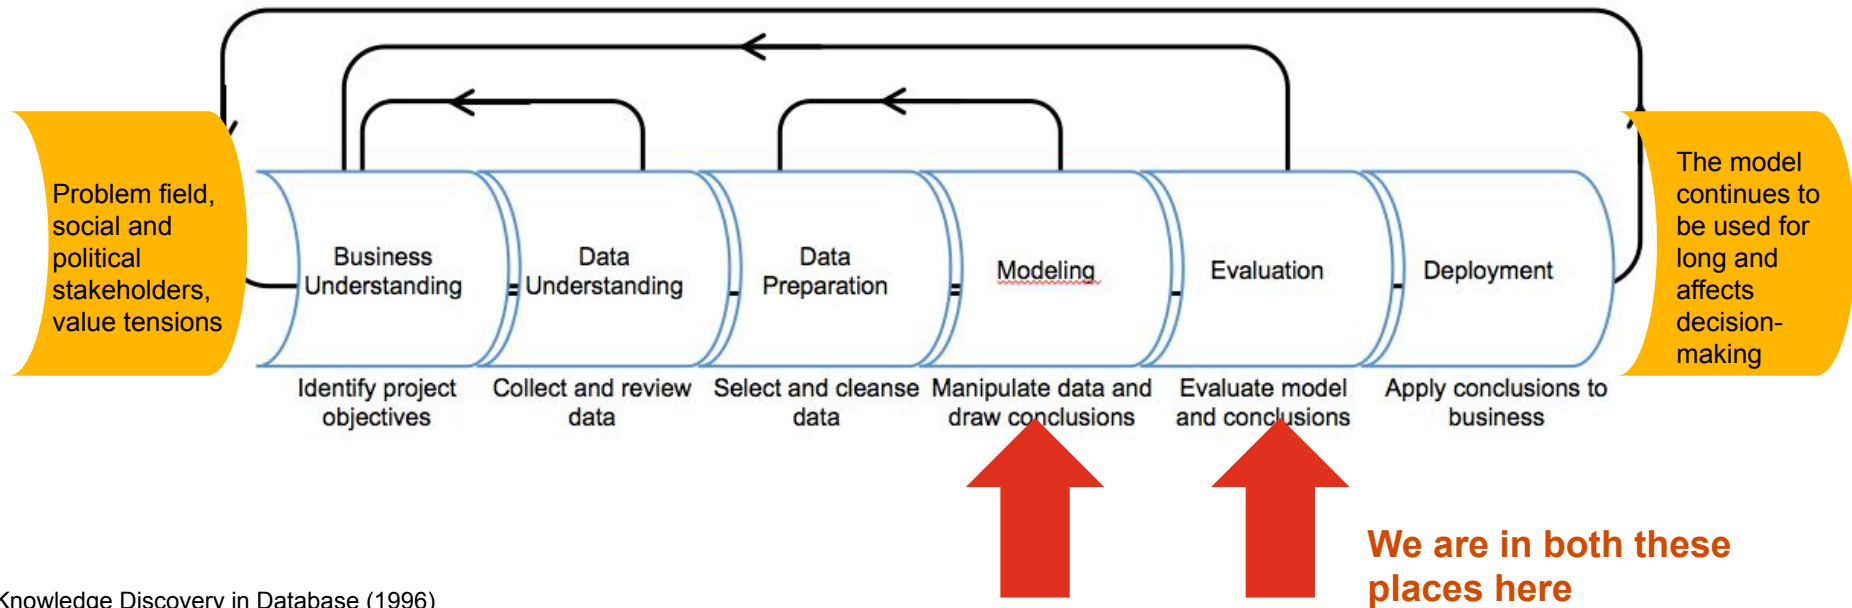 Problem field,
social and
political
stakeholders,
value tensions
Business
Understanding
Data
Understanding
Data
Preparation
Modeling
Evaluation
Deployment
The model
continues to
be used for
long and
affects
decision-
making
Identify project
objectives
Collect and review
data
Select and cleanse
data
Manipulate data and
draw conclusions
Evaluate model
and conclusions
Apply conclusions to
business
We are in both these
places here
Knowledge Discovery in Database (1996)